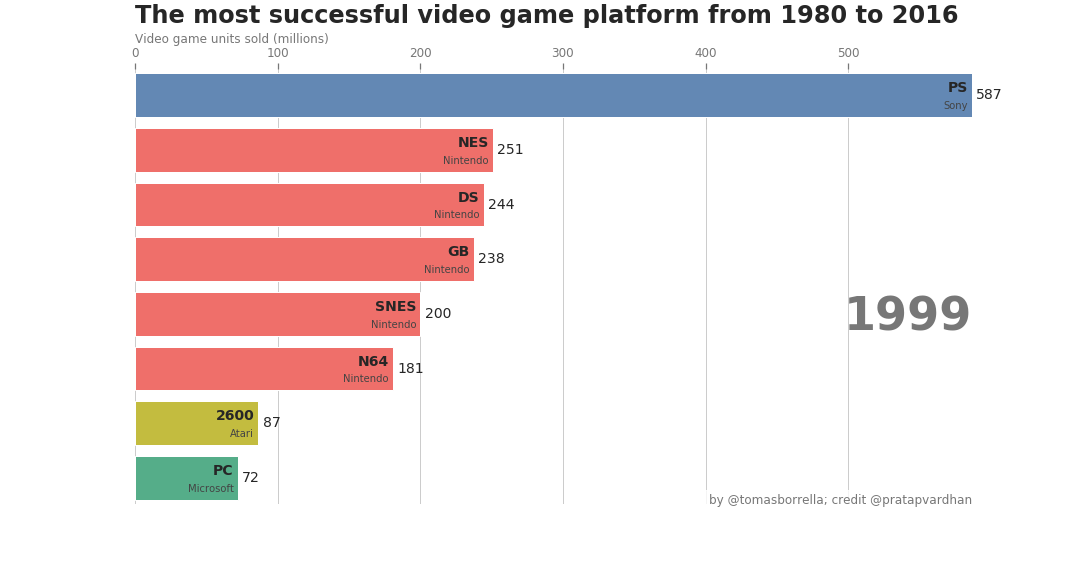 The most successful video game platform from 1980 to 2016
Video game units sold (millions)
0 100 200 300 400 500
PS 587
Sony
NES 251
Nintendo
DS 244
Nintendo
GB 238
Nintendo
SNES 200
Nintendo
1999
N64 181
Nintendo
2600 87
Atari
PC 72
Microsoft
by @tomasborrella; credit @pratapvardhan